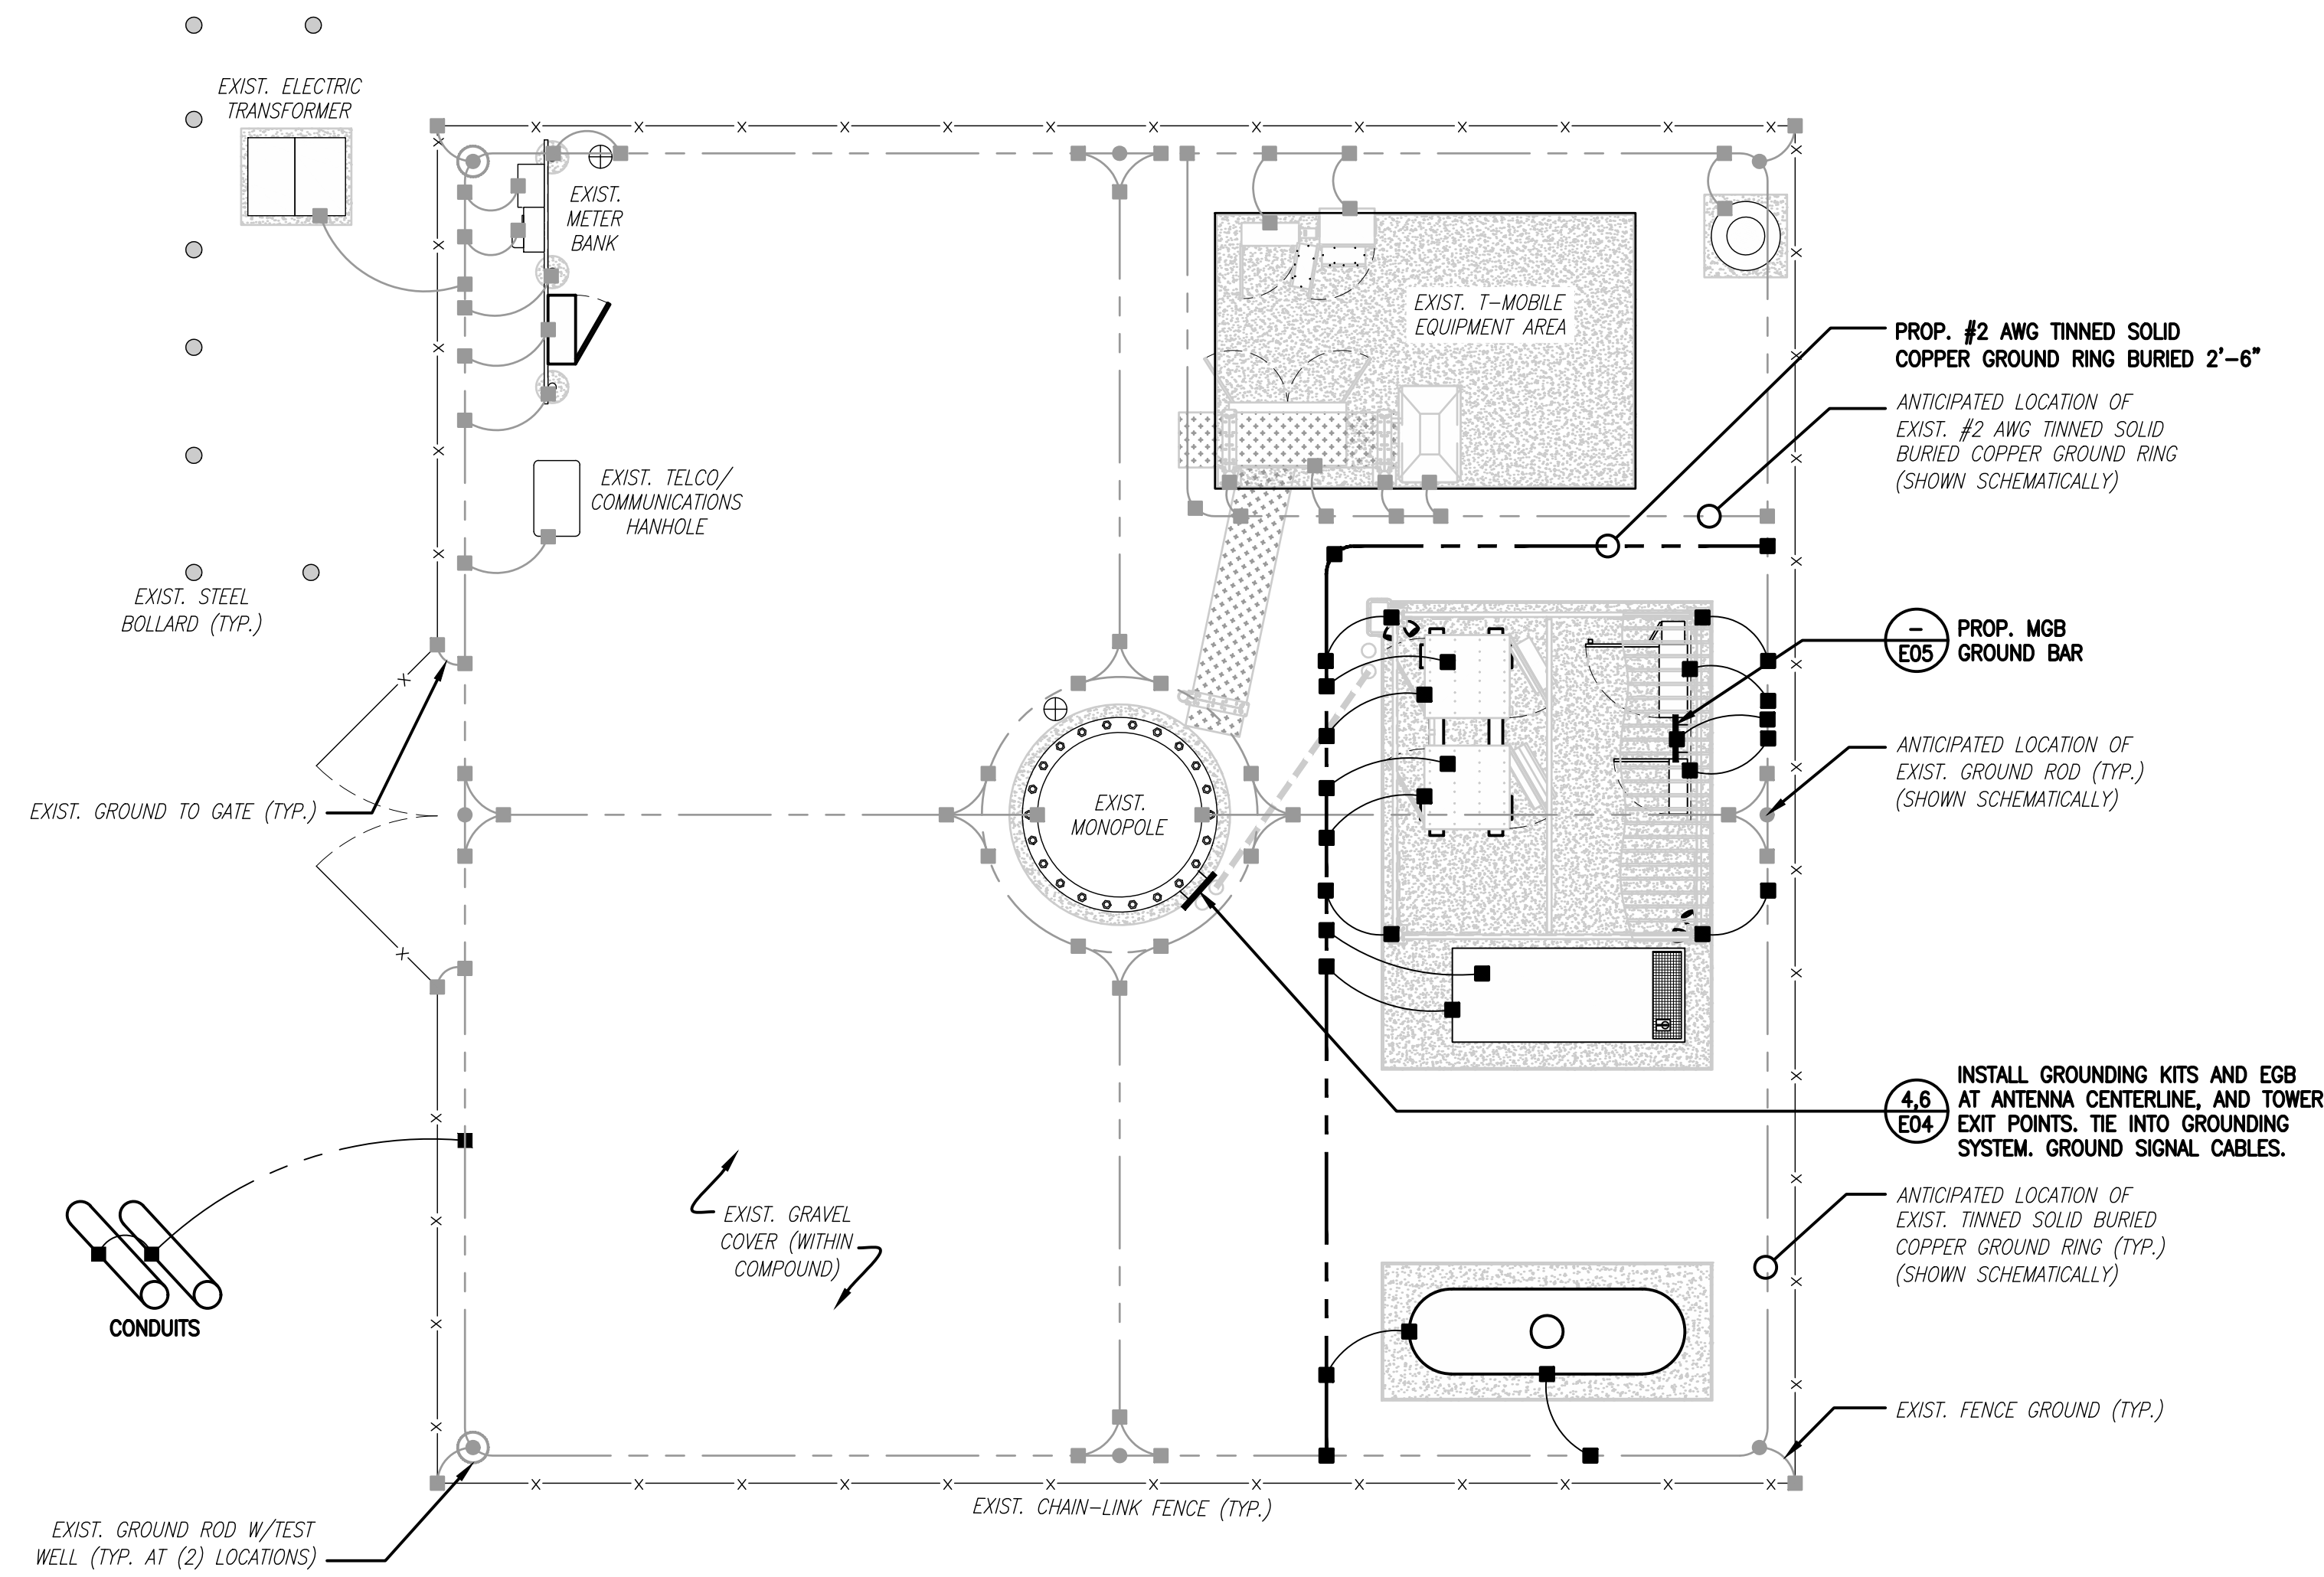 EXIST. ELECTRIC
TRANSFORMER
EXIST.
METER
BANK
EXIST. T-MOBILE
EQUIPMENT AREA
PROP. #2 AWG TINNED SOLID
COPPER GROUND RING BURIED 2'-6"
ANTICIPATED LOCATION OF
EXIST. #2 AWG TINNED SOLID
BURIED COPPER GROUND RING
(SHOWN SCHEMATICALLY)
EXIST. TELCO/
COMMUNICATIONS
HANHOLE
EXIST. STEEL
BOLLARD (TYP.)
-
E05
PROP. MGB
GROUND BAR
ANTICIPATED LOCATION OF
EXIST. GROUND ROD (TYP.)
(SHOWN SCHEMATICALLY)
EXIST. GROUND TO GATE (TYP.)
EXIST.
MONOPOLE
4,6
E04
INSTALL GROUNDING KITS AND EGB
AT ANTENNA CENTERLINE, AND TOWER
EXIT POINTS. TIE INTO GROUNDING
SYSTEM. GROUND SIGNAL CABLES.
ANTICIPATED LOCATION OF
EXIST. TINNED SOLID BURIED
COPPER GROUND RING (TYP.)
(SHOWN SCHEMATICALLY)
EXIST. GRAVEL
COVER (WITHIN
COMPOUND)
CONDUITS
EXIST. FENCE GROUND (TYP.)
EXIST. CHAIN-LINK FENCE (TYP.)
EXIST. GROUND ROD W/TEST
WELL (TYP. AT (2) LOCATIONS)